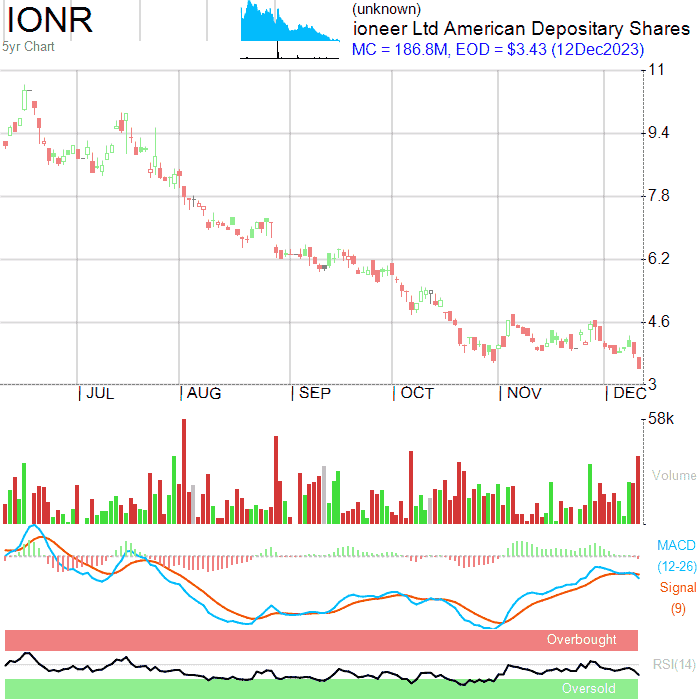 IONR
5yr Chart
(unknown)
ioneer Ltd American Depositary Shares
MC = 186.8M, EOD = $3.43 (12Dec2023)
11
9.4
7.8
6.2
4.6
3
JUL
AUG
SEP
OCT
NOV
DEC
58k
Volume
MACD
(12-26)
Signal
(9)
Overbought
RSI(14)
Oversold